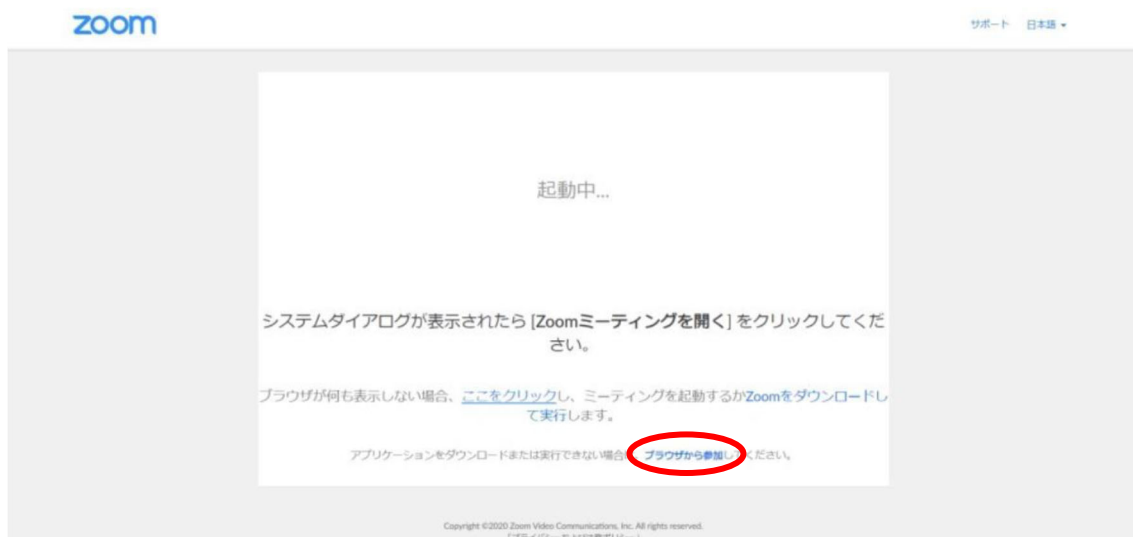 zoom
サポート 日本語
起動中...
システムダイアログが表示されたら [Zoomミーティングを開く] をクリックしてくだ
さい。
ブラウザが何も表示しない場合、ここをクリックし、ミーティングを起動するかZoomをダウンロードし
て実行します。
アプリケーションをダウンロードまたは実行できない場合 ブラウザから参加してください。
Copyright ©2020 Zoom Video Communications, Inc. All rights reserved.